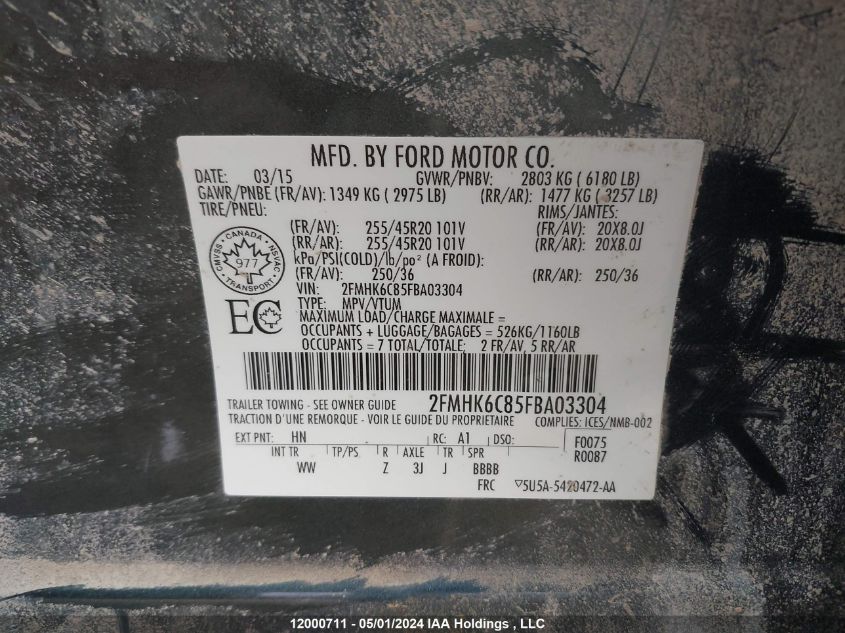 MFD. BY FORD MOTOR CO.
DATE: 03/15 GVWR/PNBV: 2803 KG ( 6180 LB)
GAWR/PNBE (FR/AV): 1349 KG ( 2975 LB) (RR/AR): 1477 KG ( 3257 LB)
TIRE/PNEU: RIMS/JANTES:
(FR/AV) 255/45R20 101V (FR/AV): 20X8.0J
(RR/AR): 255/45R20 101V (RR/AR): 20X8.0J
kPa/PSI(COLD)/lb/po² (A FROID):
(FR/AV) 250/36 (RR/AR): 250/36
VIN: 2FMHK6C85FBA03304
TYPE: MPV/VTUM
MAXIMUM LOAD/CHARGE MAXIMALE =
OCCUPANTS + LUGGAGE/BAGAGES = 526KG/1160LB
OCCUPANTS = 7 TOTAL/TOTALE: 2 FR/AV, 5 RR/AR
CANADA
CMVSS NSVAC
977
TRANSPORT
EC
2FMHK6C85FBA03304
TRAILER TOWING - SEE OWNER GUIDE
TRACTION D'UNE REMORQUE - VOIR LE GUIDE DU PROPRIETAIRE COMPLIES: ICES/NMB-002
EXT PNT: HN RC: A1 DSO: F0075
INT TR TP/PS R AXLE TR SPR R0087
WW Z 3J J BBBB
FRC ▽5U5A-5420472-AA
12000711 - 05/01/2024 IAA Holdings , LLC